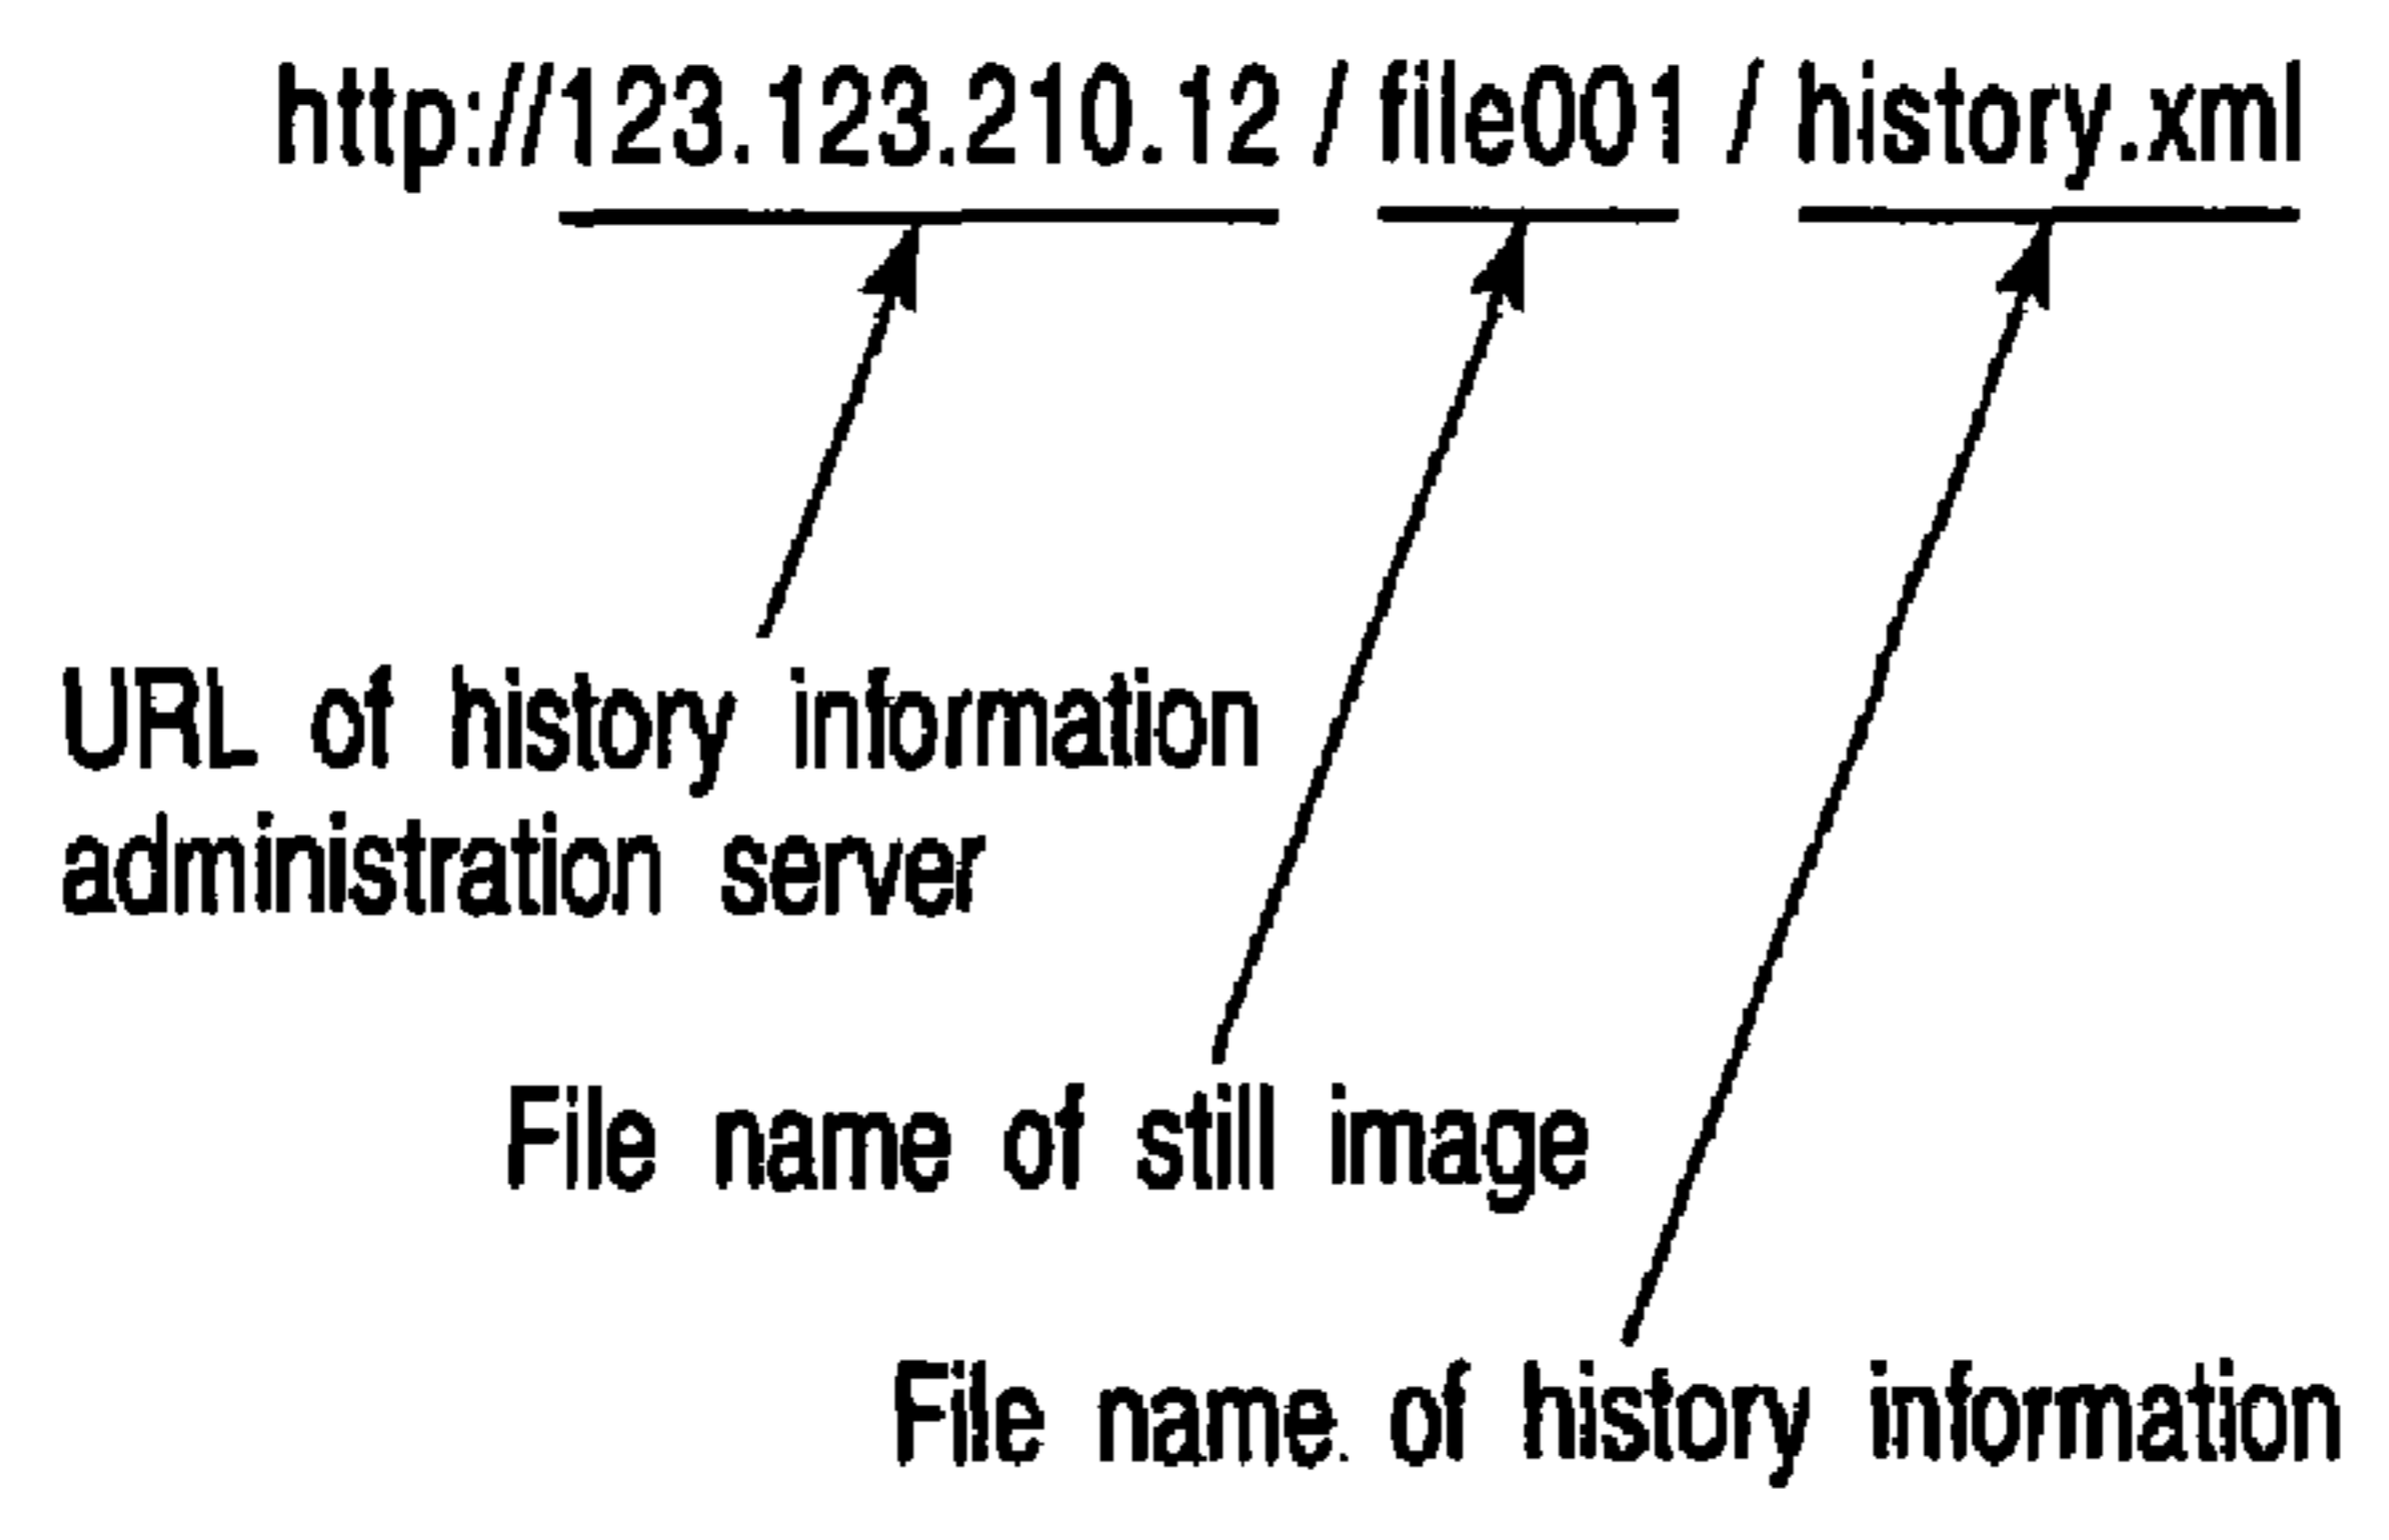 http://123.123.210.12 / file001 / history.xml
URL of history information
administration server
File name of still image
File name of history information